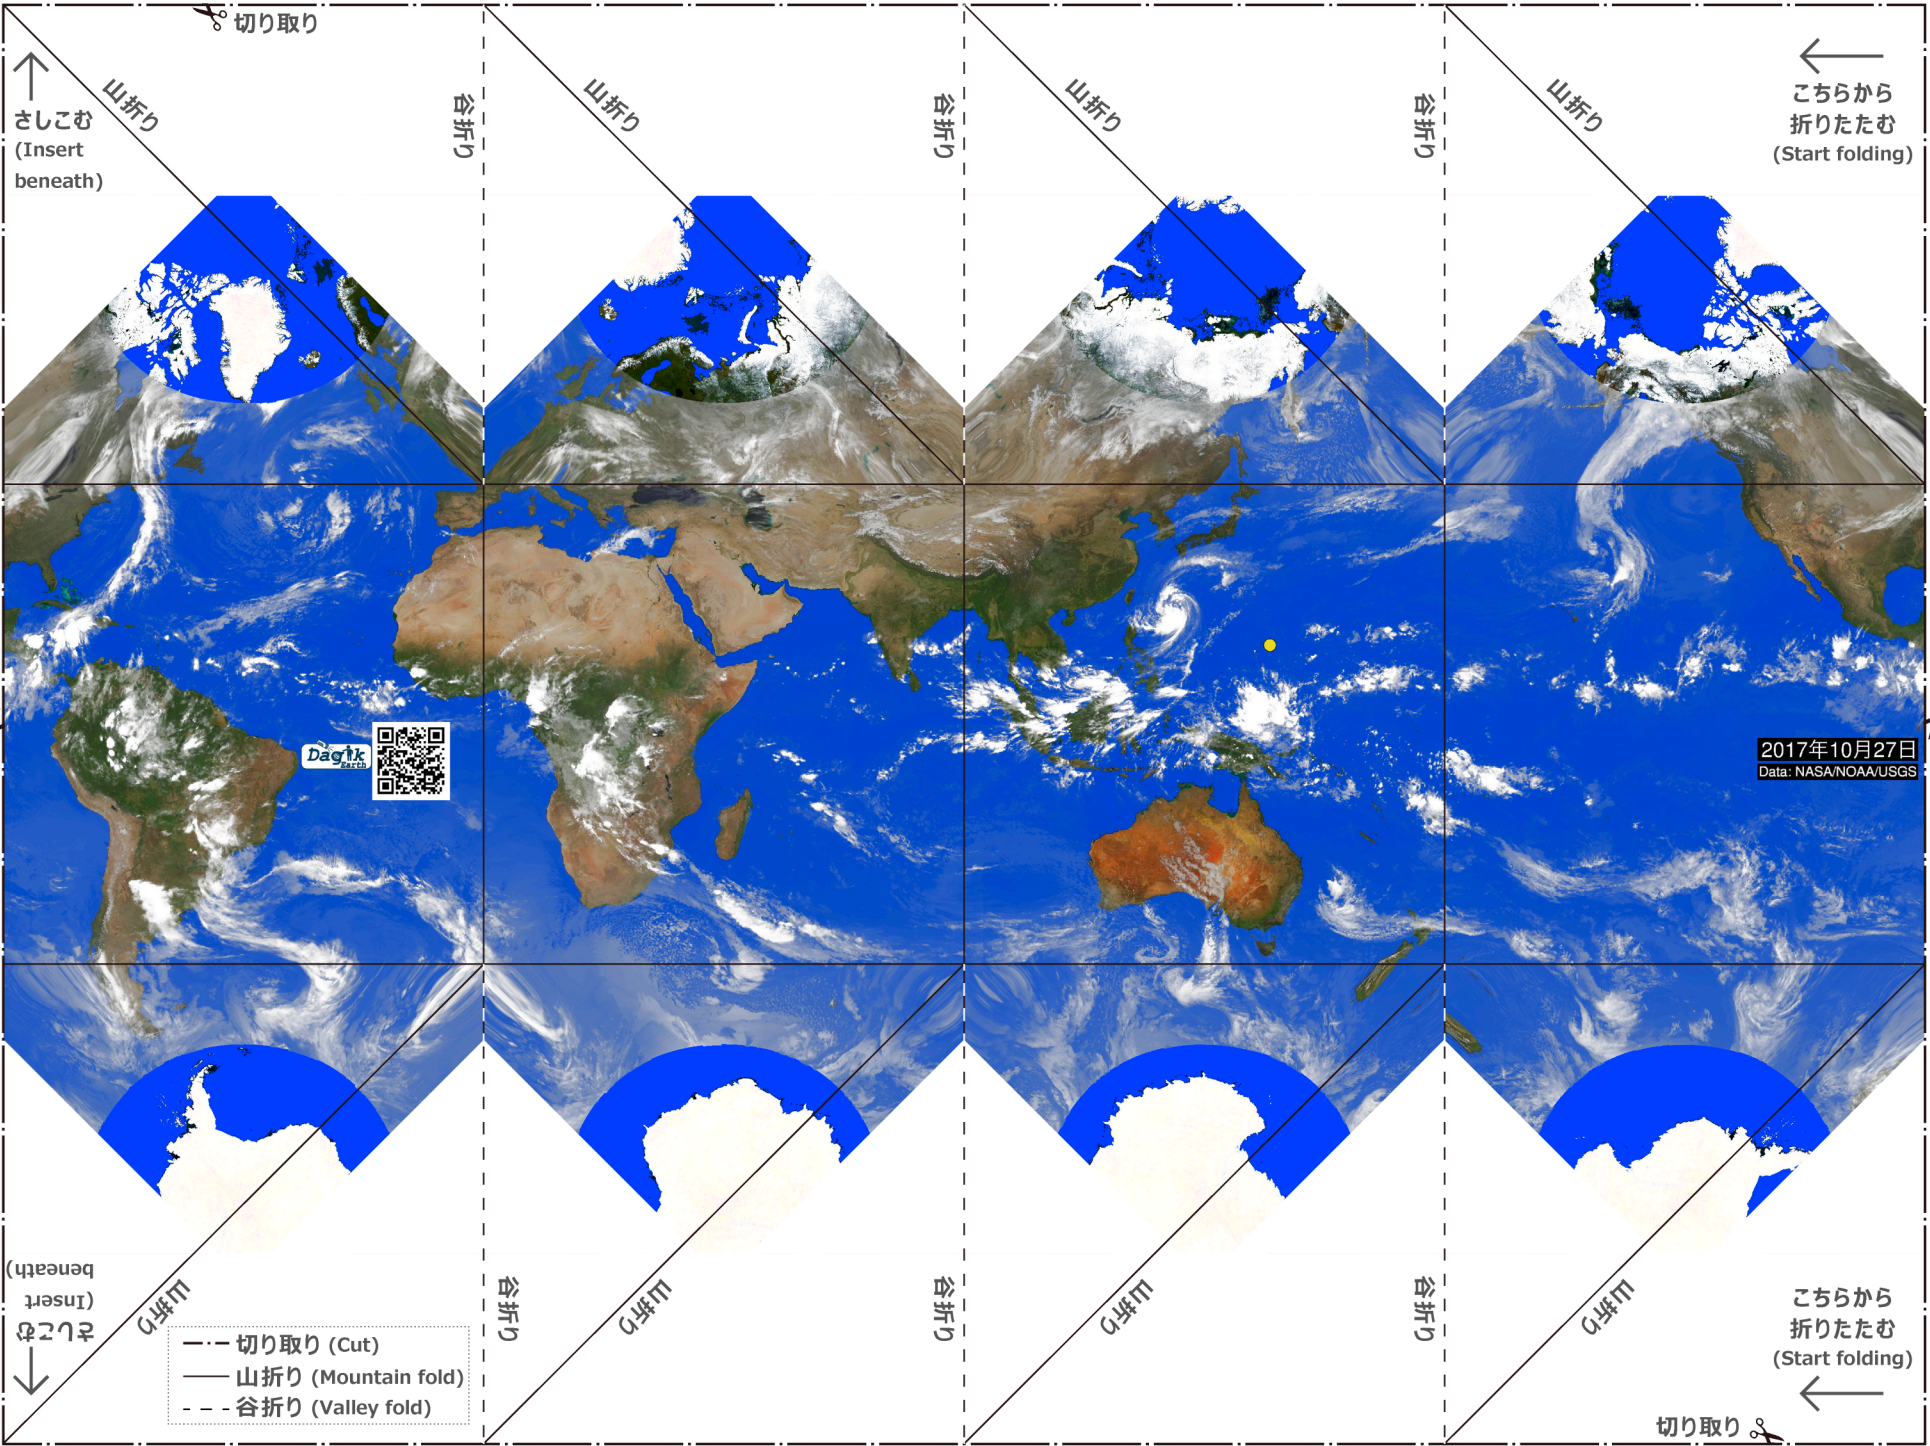 切り取り
さしこむ
(Insert
beneath)
山折り
谷折り
山折り
谷折り
山折り
谷折り
山折り
こちらから
折りたたむ
(Start folding)
Dagik
Earth
2017年10月27日
Data: NASA/NOAA/USGS
さしこむ
(Insert
beneath)
山折り
谷折り
山折り
谷折り
山折り
谷折り
山折り
こちらから
折りたたむ
(Start folding)
切り取り (Cut)
山折り (Mountain fold)
谷折り (Valley fold)
切り取り